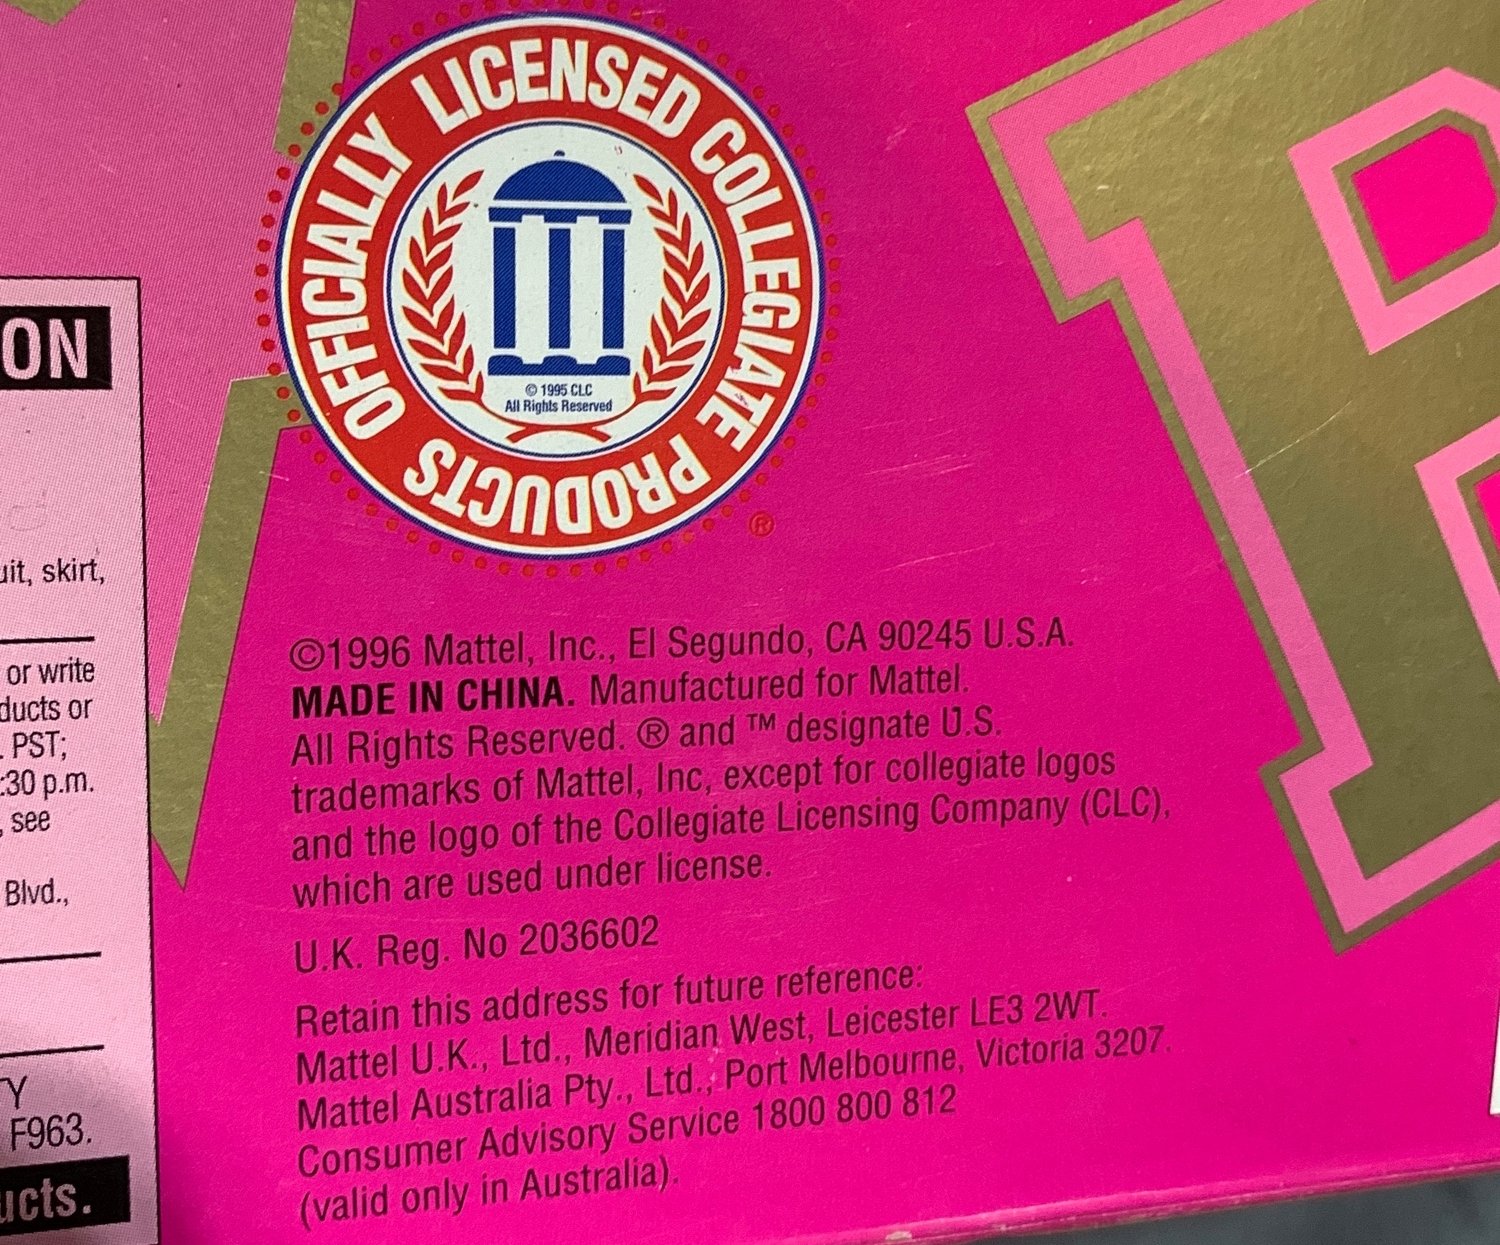 OFFICIALLY LICENSED COLLEGIATE PRODUCTS
© 1995 CLC
All Rights Reserved
®
ON
uit, skirt,
or write
ducts or
. PST;
:30 p.m.
, see
Blvd.,
Y
F963.
ucts.
©1996 Mattel, Inc., El Segundo, CA 90245 U.S.A.
MADE IN CHINA. Manufactured for Mattel.
All Rights Reserved. ® and ™ designate U.S.
trademarks of Mattel, Inc, except for collegiate logos
and the logo of the Collegiate Licensing Company (CLC),
which are used under license.
U.K. Reg. No 2036602
Retain this address for future reference:
Mattel U.K., Ltd., Meridian West, Leicester LE3 2WT.
Mattel Australia Pty., Ltd., Port Melbourne, Victoria 3207.
Consumer Advisory Service 1800 800 812
(valid only in Australia).